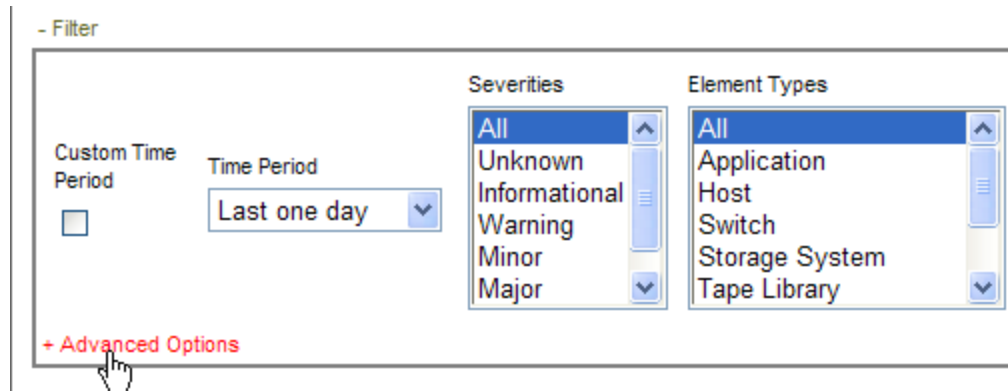 - Filter
Severities
Element Types
Custom Time
Period
Time Period
Last one day
All
Unknown
Informational
Warning
Minor
Major
All
Application
Host
Switch
Storage System
Tape Library
+ Advanced Options